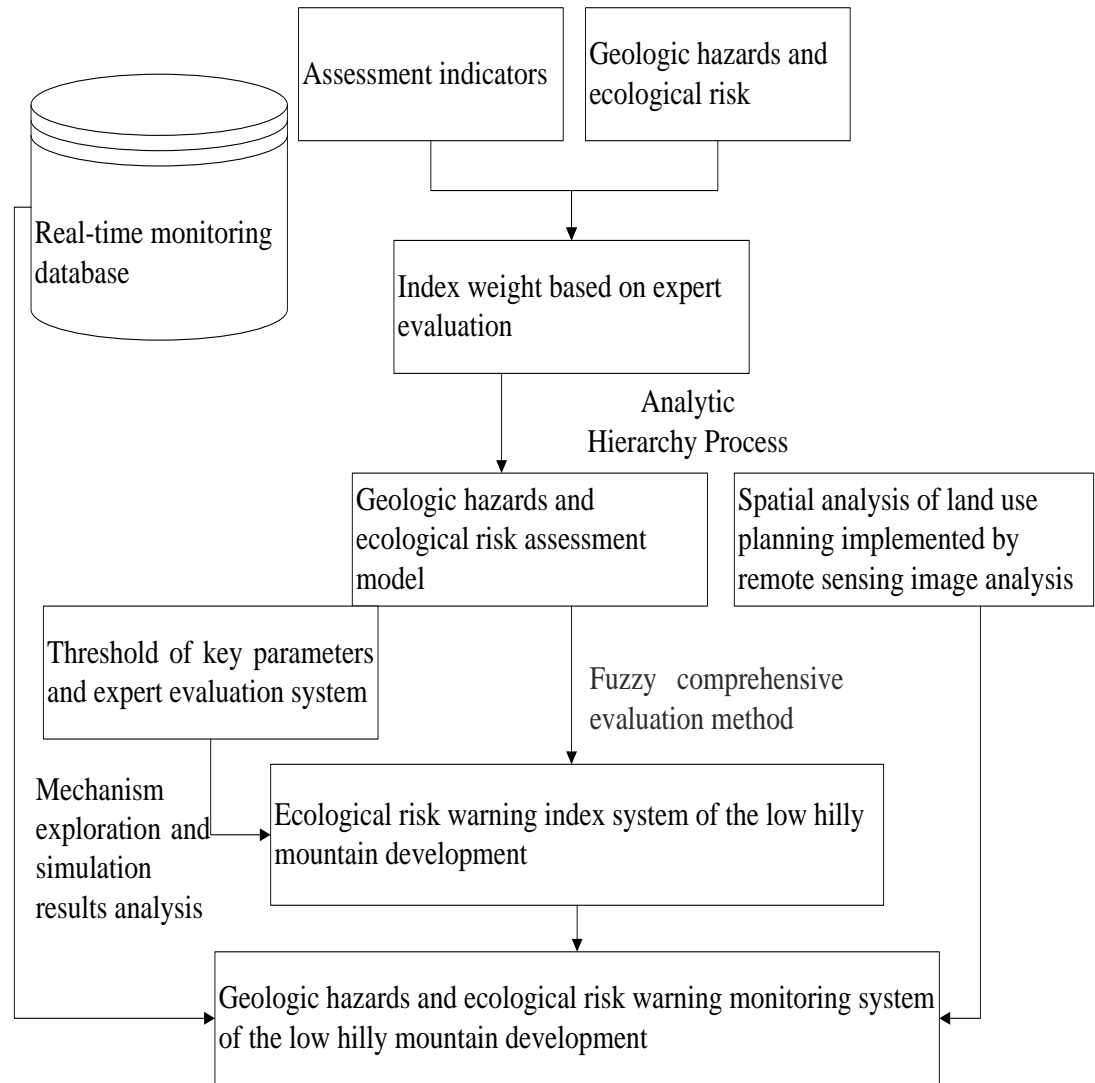 Assessment indicators
Geologic hazards and
ecological risk
Real-time monitoring
database
Index weight based on expert
evaluation
Analytic
Hierarchy Process
Geologic hazards and
ecological risk assessment
model
Spatial analysis of land use
planning implemented by
remote sensing image analysis
Threshold of key parameters
and expert evaluation system
Fuzzy comprehensive
evaluation method
Mechanism
exploration and
simulation
results analysis
Ecological risk warning index system of the low hilly
mountain development
Geologic hazards and ecological risk warning monitoring system
of the low hilly mountain development